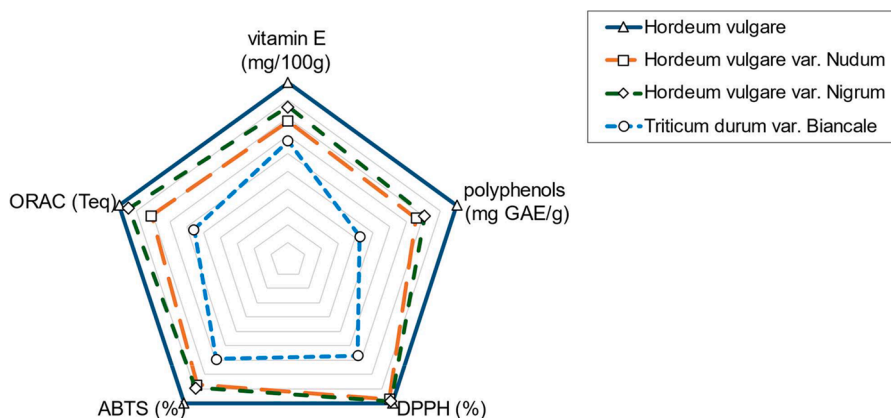 vitamin E
(mg/100g)
polyphenols
(mg GAE/g)
DPPH (%)
ABTS (%)
ORAC (Teq)
Hordeum vulgare
Hordeum vulgare var. Nudum
Hordeum vulgare var. Nigrum
Triticum durum var. Biancale